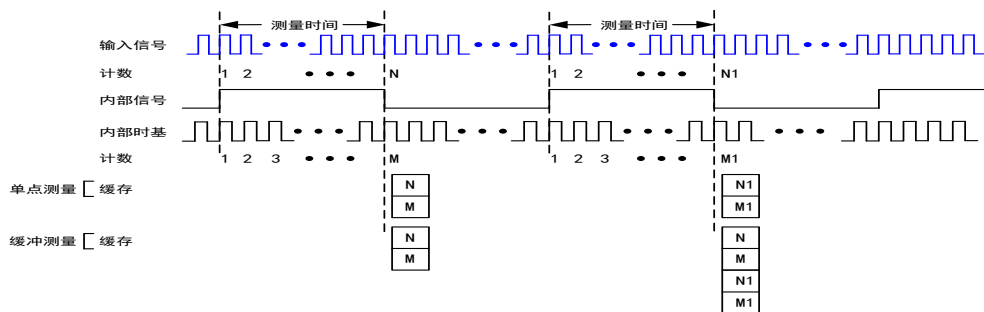 测量时间 测量时间
输入信号
计数 1 2 N 1 2 N1
内部信号
内部时基
计数 1 2 3 M 1 2 3 M1
单点测量 缓存 N N1
M M1
缓冲测量 缓存 N N
M M
N1
M1